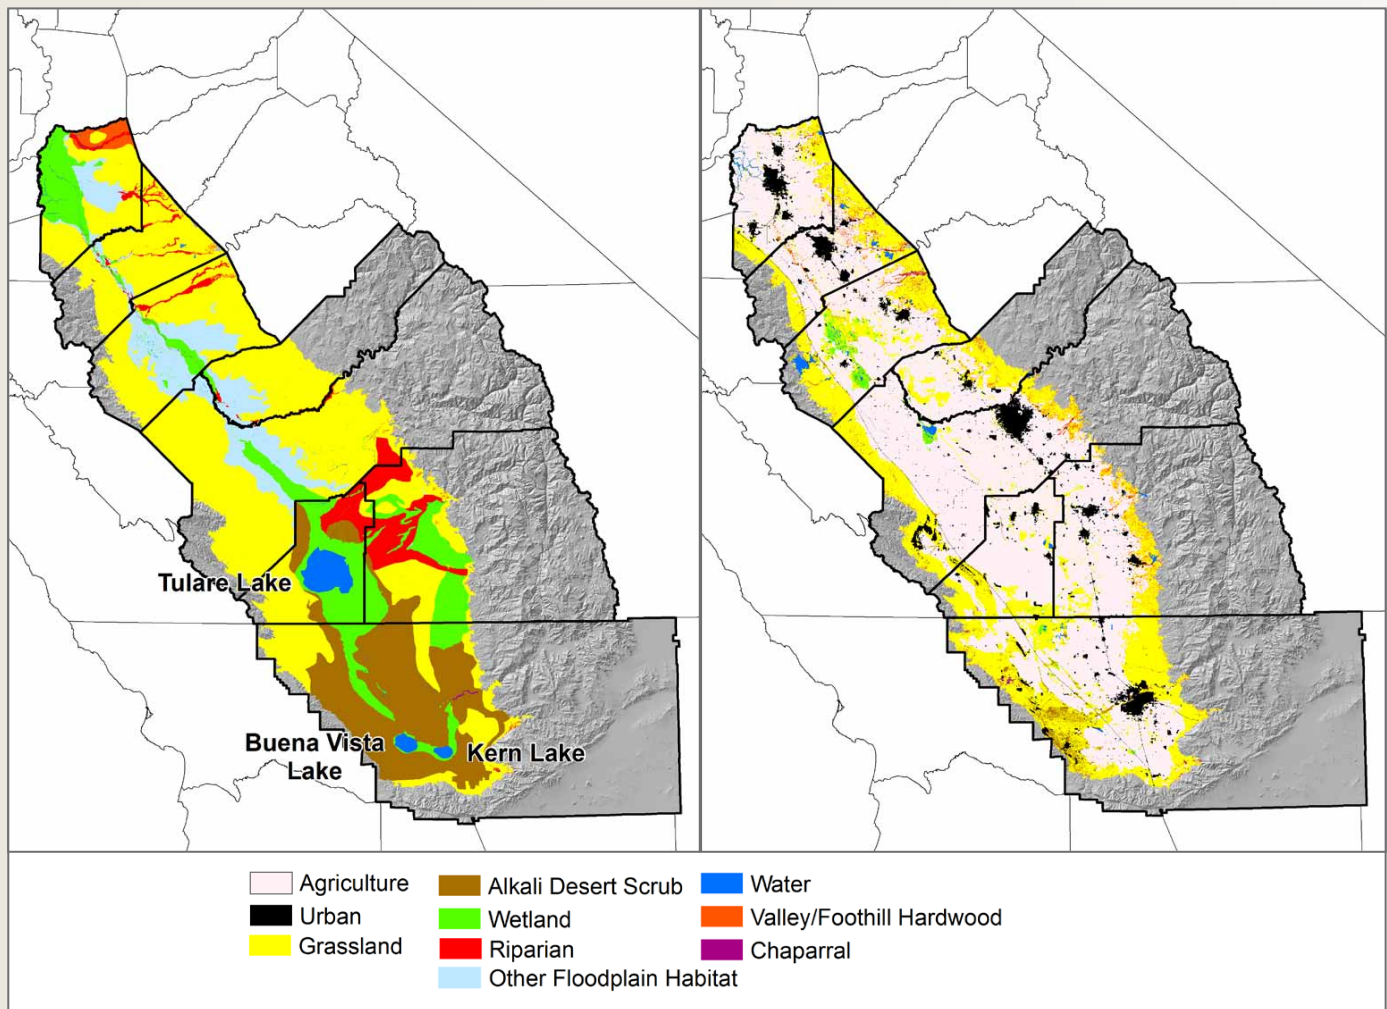 Tulare Lake
Buena Vista
Lake
Kern Lake
Agriculture
Urban
Grassland
Alkali Desert Scrub
Wetland
Riparian
Other Floodplain Habitat
Water
Valley/Foothill Hardwood
Chaparral